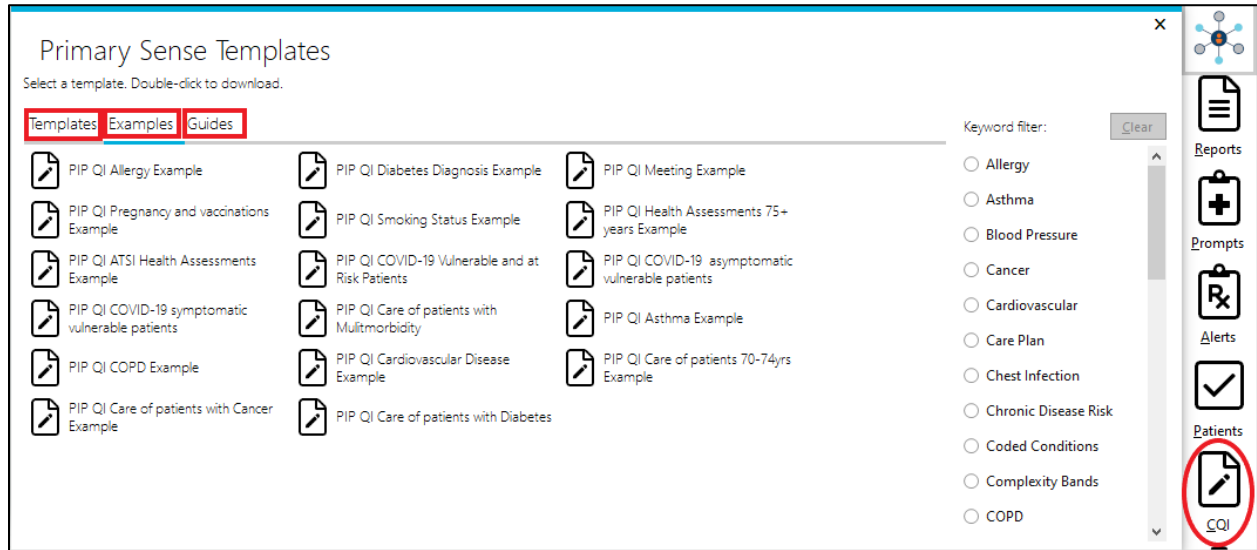 Primary Sense Templates
Select a template. Double-click to download.
Templates Examples Guides
PIP QI Allergy Example
PIP QI Diabetes Diagnosis Example
PIP QI Meeting Example
PIP QI Pregnancy and vaccinations
Example
PIP QI Smoking Status Example
PIP QI Health Assessments 75+
years Example
PIP QI ATSI Health Assessments
Example
PIP QI COVID-19 Vulnerable and at
Risk Patients
PIP QI COVID-19 asymptomatic
vulnerable patients
PIP QI COVID-19 symptomatic
vulnerable patients
PIP QI Care of patients with
Mulitmorbidity
PIP QI Asthma Example
PIP QI COPD Example
PIP QI Cardiovascular Disease
Example
PIP QI Care of patients 70-74yrs
Example
PIP QI Care of patients with Cancer
Example
PIP QI Care of patients with Diabetes
Keyword filter:
Clear
Allergy
Asthma
Blood Pressure
Cancer
Cardiovascular
Care Plan
Chest Infection
Chronic Disease Risk
Coded Conditions
Complexity Bands
COPD
Reports
Prompts
Rx
Alerts
Patients
CQI